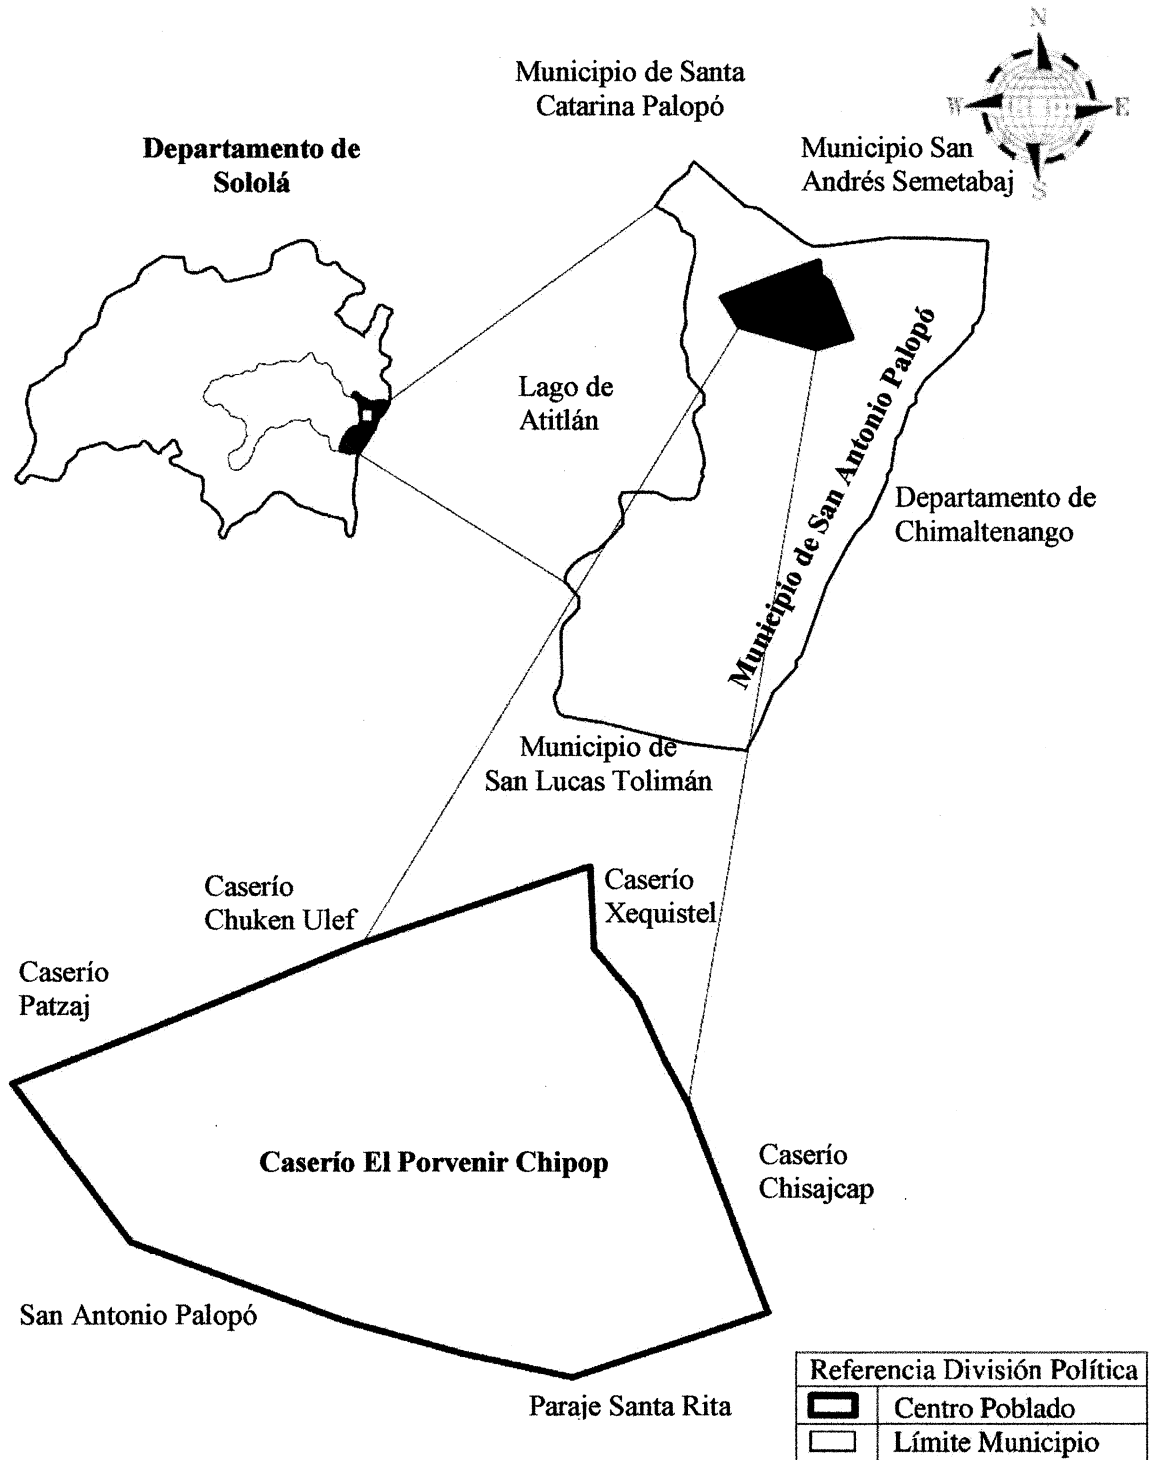 N
Municipio de Santa
Catarina Palopó
W
E
Departamento de
Sololá
Municipio San
Andrés Semetabaj
S
Lago de
Atitlán
Municipio de San Antonio Palopó
Departamento de
Chimaltenango
Municipio de
San Lucas Tolimán
Caserío
Chuken Ulef
Caserío
Xequistel
Caserío
Patzaj
Caserío El Porvenir Chipop
Caserío
Chisajcap
San Antonio Palopó
Paraje Santa Rita
Referencia División Política
Centro Poblado
Límite Municipio